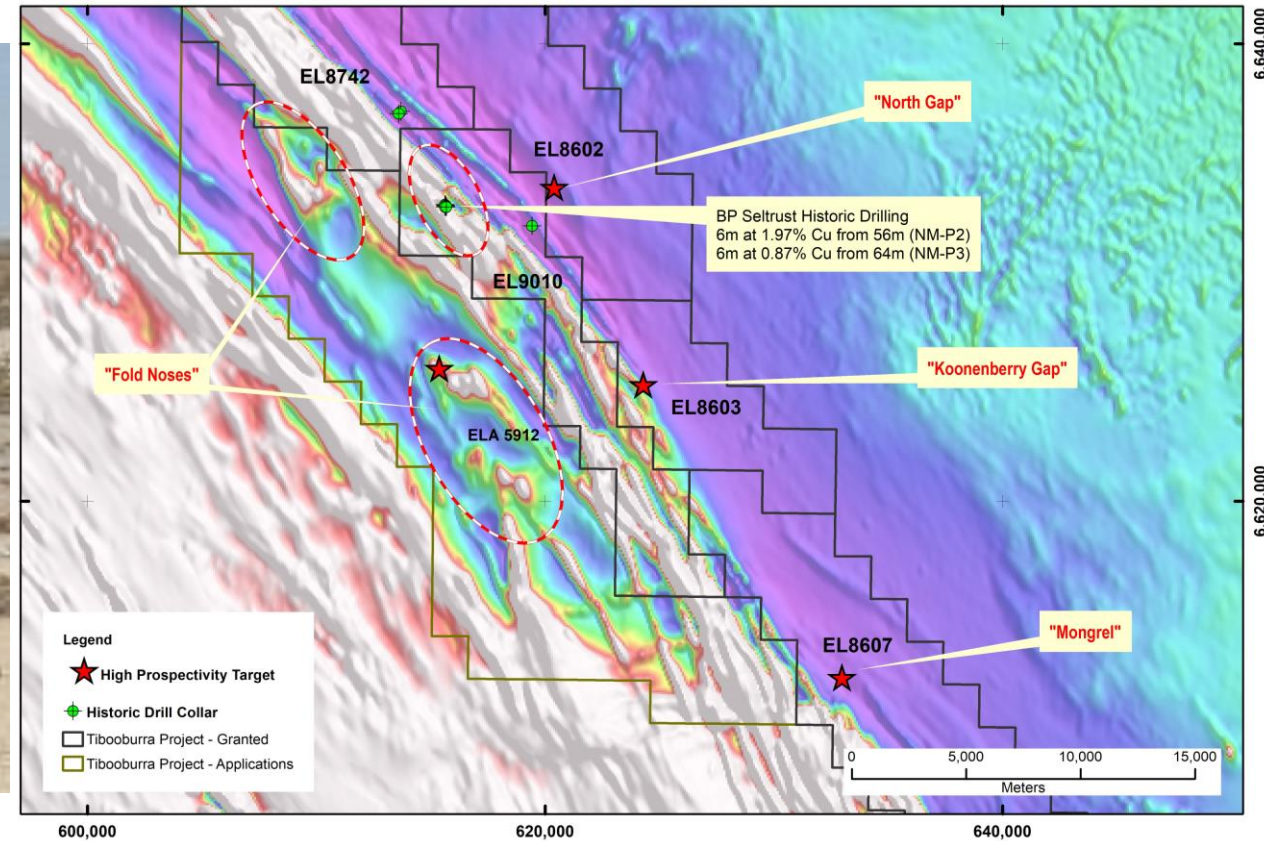 EL8742
"North Gap"
EL8602
BP Seltrust Historic Drilling
6m at 1.97% Cu from 56m (NM-P2)
6m at 0.87% Cu from 64m (NM-P3)
EL9010
"Fold Noses"
"Koonenberry Gap"
EL8603
ELA 5912
"Mongrel"
EL8607
Legend
High Prospectivity Target
Historic Drill Collar
Tibooburra Project - Granted
Tibooburra Project - Applications
0 5,000 10,000 15,000
Meters
600,000 620,000 640,000
6,640,000
6,620,000